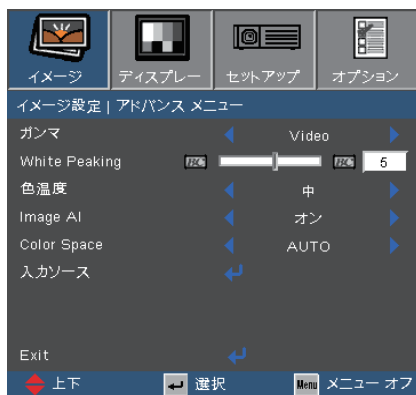 イメージ ディスプレー セットアップ オプション
イメージ設定 | アドバンス メニュー
ガンマ Video
White Peaking BC BC 5
色温度 中
Image AI オン
Color Space AUTO
入力ソース
Exit
上下 選択 Menu メニュー オフ